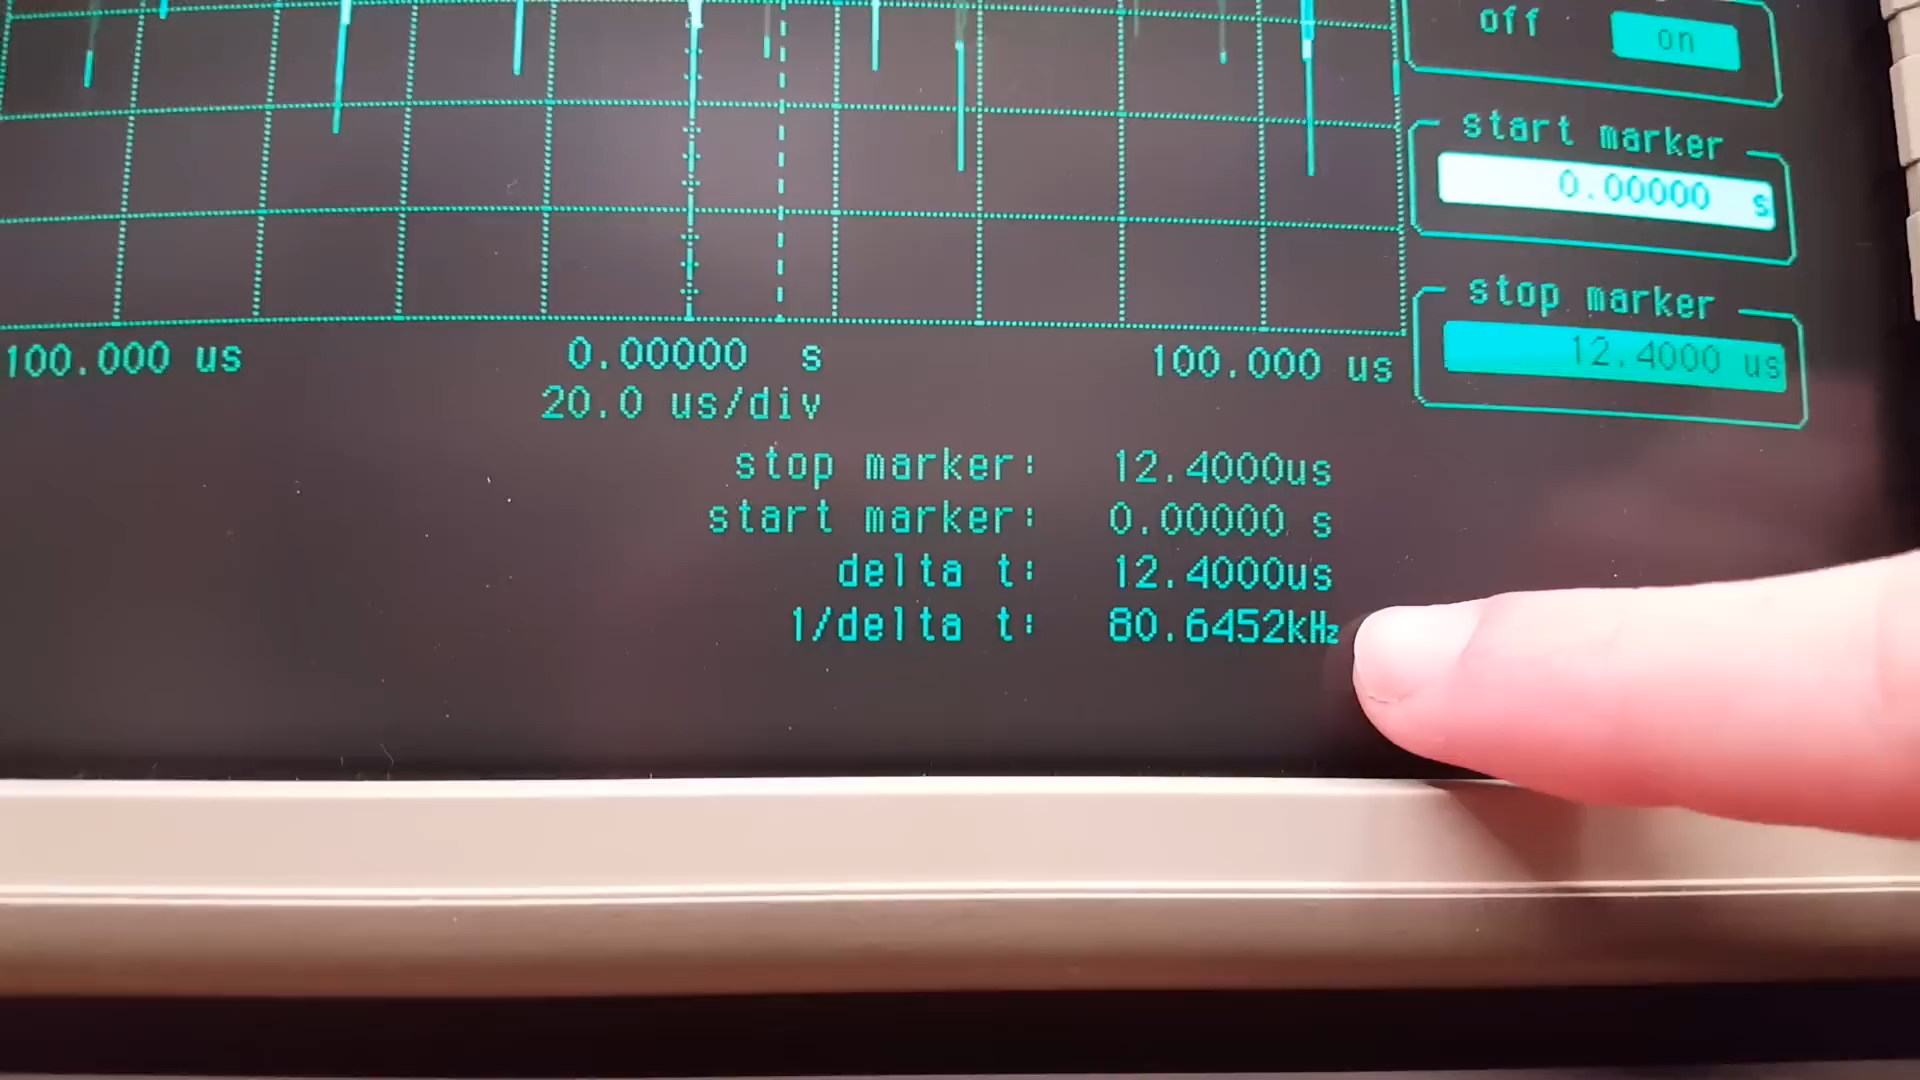 off on
start marker
0.00000 s
stop marker
12.4000 us
100.000 us 0.00000 s 100.000 us
20.0 us/div
stop marker: 12.4000us
start marker: 0.00000 s
delta t: 12.4000us
1/delta t: 80.6452kHz